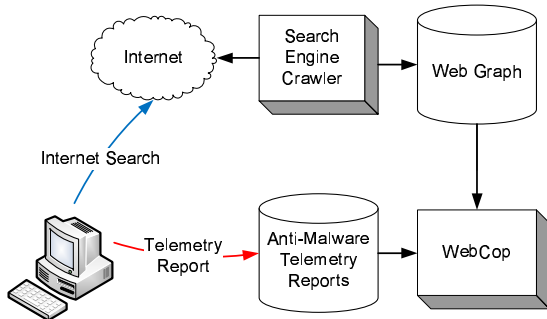 Internet
Search
Engine
Crawler
Web Graph
Internet Search
Telemetry
Report
Anti-Malware
Telemetry
Reports
WebCop